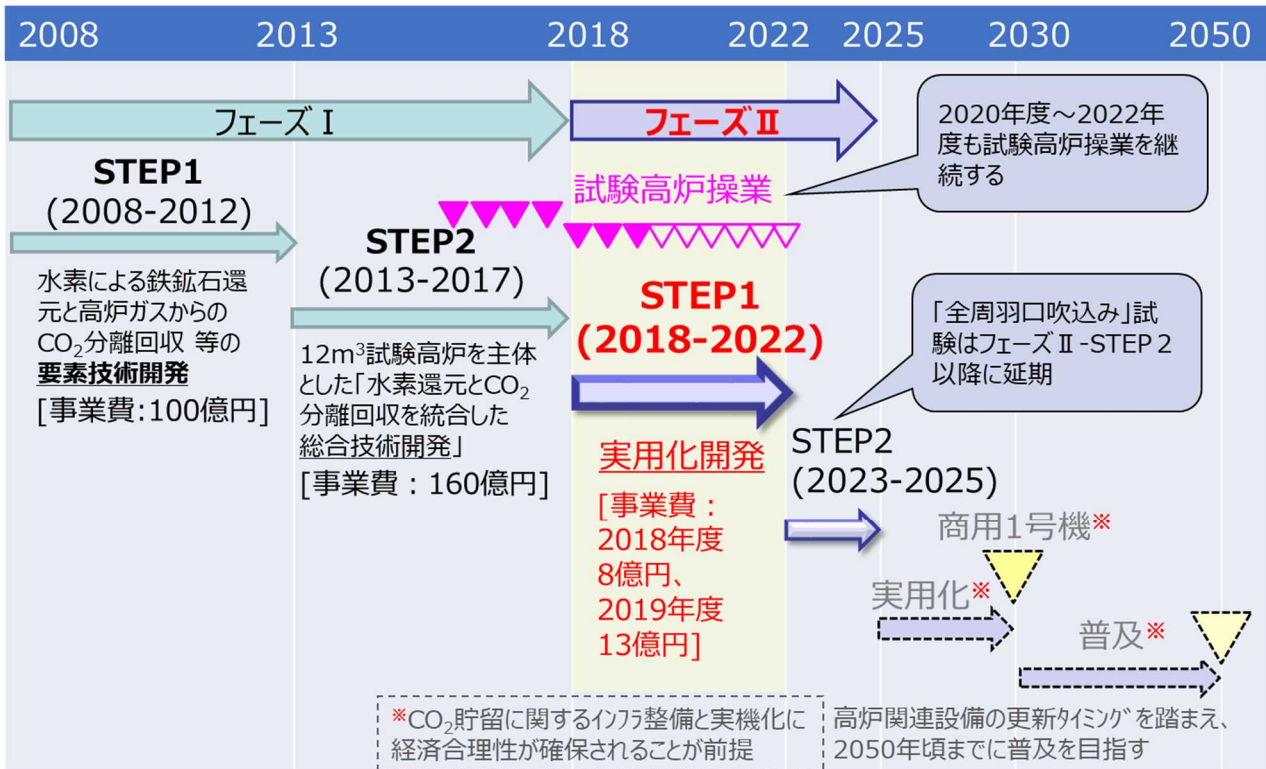 2008 2013 2018 2022 2025 2030 2050
フェーズⅠ
フェーズⅡ
2020年度～2022年
度も試験高炉操業を継
続する
STEP1
(2008-2012)
水素による鉄鉱石還
元と高炉ガスからの
CO₂分離回収 等の
要素技術開発
[事業費:100億円]
STEP2
(2013-2017)
12m³試験高炉を主体
とした「水素還元とCO₂
分離回収を統合した
総合技術開発」
[事業費：160億円]
試験高炉操業
STEP1
(2018-2022)
実用化開発
[事業費：
2018年度
8億円、
2019年度
13億円]
「全周羽口吹込み」試
験はフェーズⅡ-STEP２
以降に延期
STEP2
(2023-2025)
商用1号機※
実用化※
普及※
※CO₂貯留に関するｲﾝﾌﾗ整備と実機化に
経済合理性が確保されることが前提
高炉関連設備の更新ﾀｲﾐﾝｸﾞを踏まえ、
2050年頃までに普及を目指す